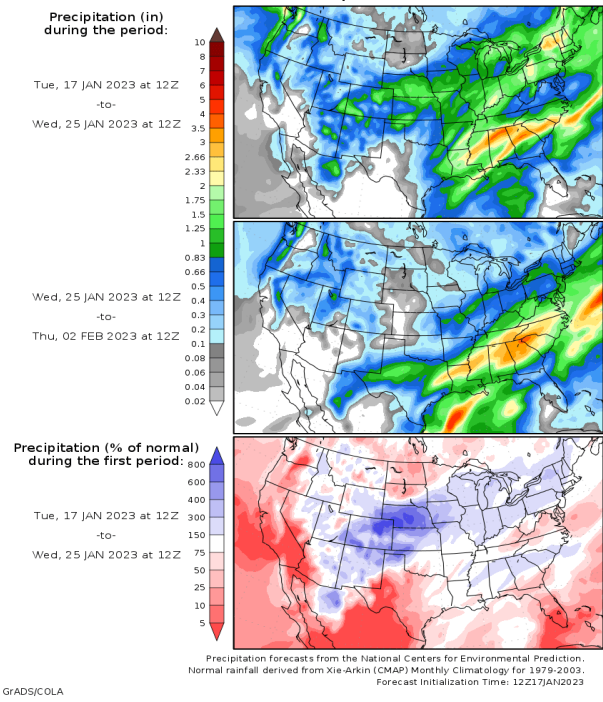 Precipitation (in)
during the period:
10
8
7
6
5
4
3.5
3
2.66
2.33
2
1.75
1.5
1.25
1
0.83
0.66
0.5
0.4
0.3
0.2
0.1
0.08
0.06
0.04
0.02
Tue, 17 JAN 2023 at 12Z
-to-
Wed, 25 JAN 2023 at 12Z
Wed, 25 JAN 2023 at 12Z
-to-
Thu, 02 FEB 2023 at 12Z
Precipitation (% of normal)
during the first period:
800
600
400
300
150
75
50
25
10
5
Tue, 17 JAN 2023 at 12Z
-to-
Wed, 25 JAN 2023 at 12Z
Precipitation forecasts from the National Centers for Environmental Prediction.
Normal rainfall derived from Xie-Arkin (CMAP) Monthly Climatology for 1979-2003.
Forecast Initialization Time: 12Z17JAN2023
GrADS/COLA